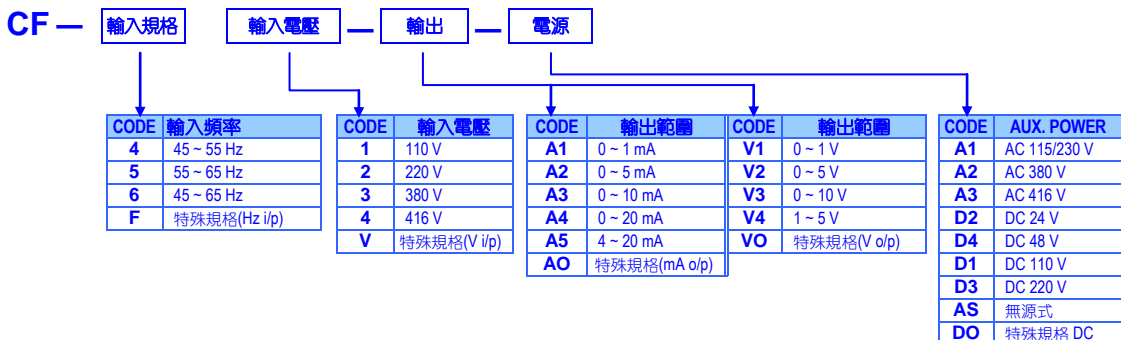 CF — 輸入規格 輸入電壓 — 輸出 — 電源
CODE 輸入頻率
4 45 ~ 55 Hz
5 55 ~ 65 Hz
6 45 ~ 65 Hz
F 特殊規格(Hz i/p)
CODE 輸入電壓
1 110 V
2 220 V
3 380 V
4 416 V
V 特殊規格(V i/p)
CODE 輸出範圍
A1 0 ~ 1 mA
A2 0 ~ 5 mA
A3 0 ~ 10 mA
A4 0 ~ 20 mA
A5 4 ~ 20 mA
AO 特殊規格(mA o/p)
CODE 輸出範圍
V1 0 ~ 1 V
V2 0 ~ 5 V
V3 0 ~ 10 V
V4 1 ~ 5 V
VO 特殊規格(V o/p)
CODE AUX. POWER
A1 AC 115/230 V
A2 AC 380 V
A3 AC 416 V
D2 DC 24 V
D4 DC 48 V
D1 DC 110 V
D3 DC 220 V
AS 無源式
DO 特殊規格 DC